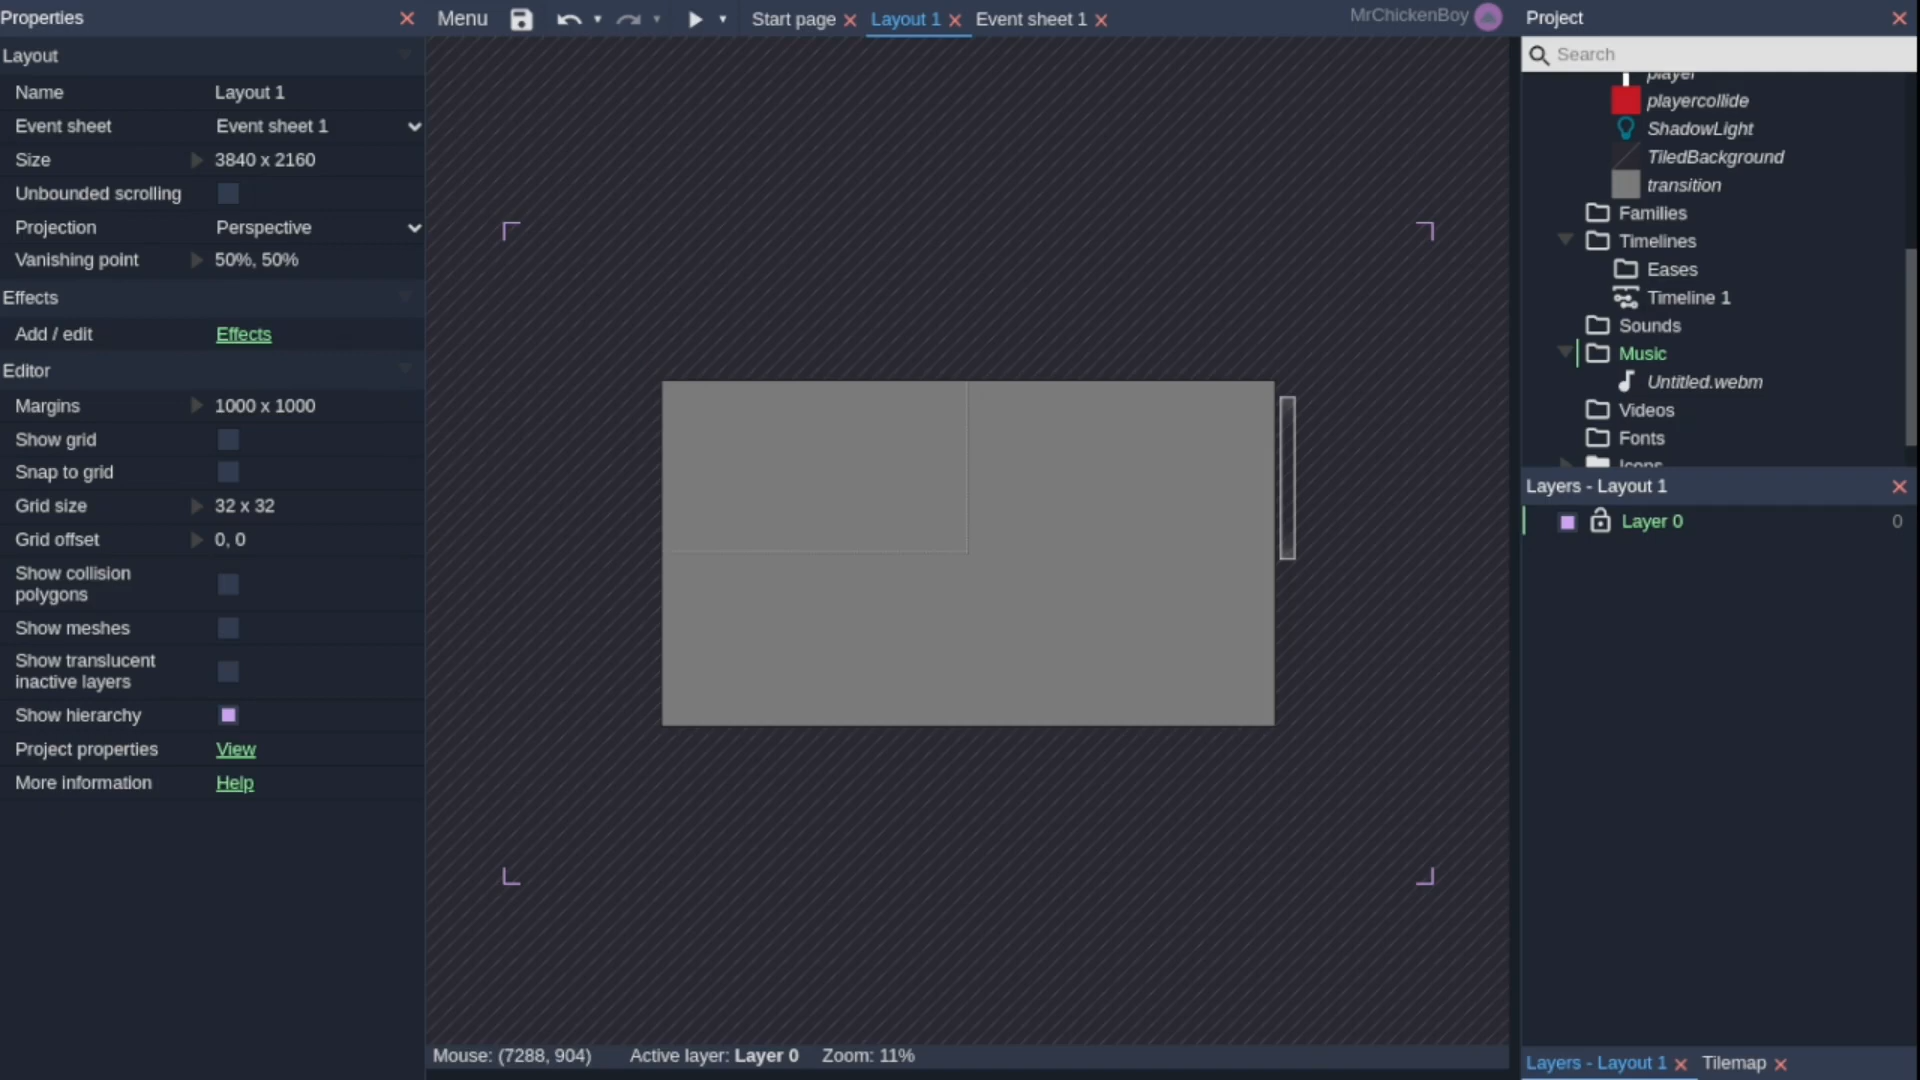 Properties
Layout
Name Layout 1
Event sheet Event sheet 1
Size 3840 x 2160
Unbounded scrolling
Projection Perspective
Vanishing point 50%, 50%
Effects
Add / edit Effects
Editor
Margins 1000 x 1000
Show grid
Snap to grid
Grid size 32 x 32
Grid offset 0, 0
Show collision
polygons
Show meshes
Show translucent
inactive layers
Show hierarchy
Project properties View
More information Help
Menu Start page Layout 1 Event sheet 1 MrChickenBoy
Mouse: (7288, 904) Active layer: Layer 0 Zoom: 11%
Project
Search
player
playercollide
ShadowLight
TiledBackground
transition
Families
Timelines
Eases
Timeline 1
Sounds
Music
Untitled.webm
Videos
Fonts
Icons
Layers - Layout 1
Layer 0 0
Layers - Layout 1 Tilemap